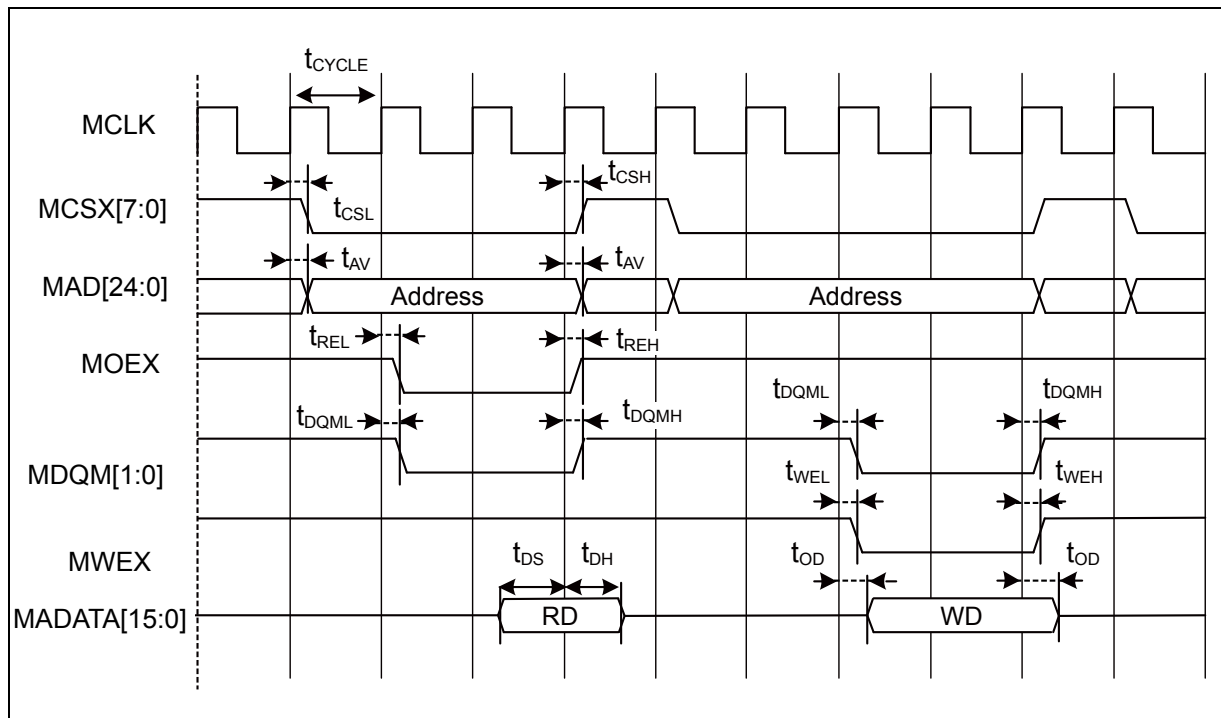 tCYCLE
MCLK
tCSH
MCSX[7:0]
tCSL
tAV
tAV
MAD[24:0]
Address
Address
tREL
tREH
MOEX
tDQML
tDQMH
tDQML
tDQMH
MDQM[1:0]
tWEL
tWEH
MWEX
tDS
tDH
tOD
tOD
MADATA[15:0]
RD
WD